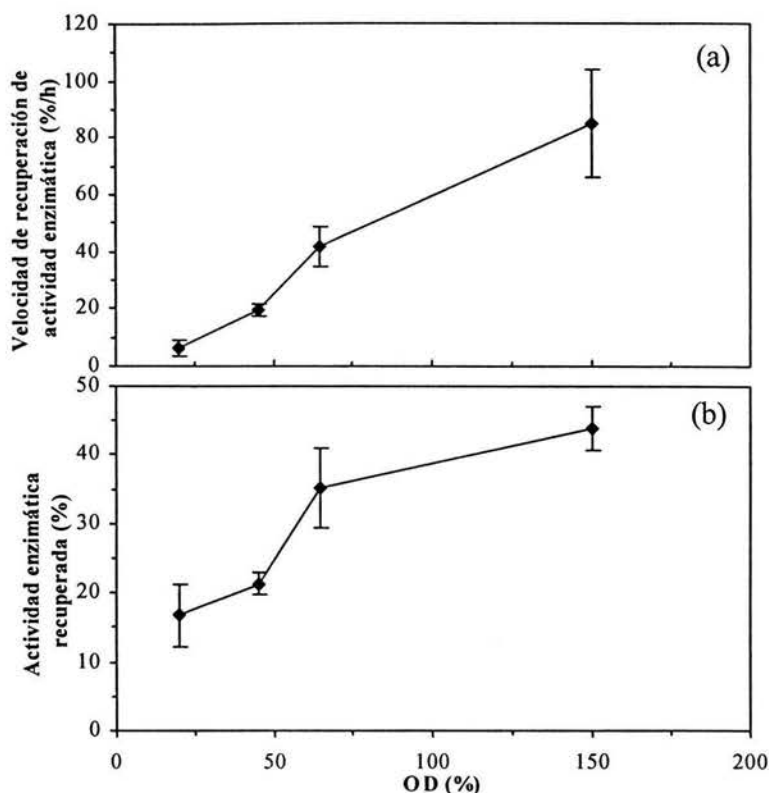 120
100
80
60
40
20
0
Velocidad de recuperación de
actividad enzimática (%/h)
(a)
50
40
30
20
10
0
Actividad enzimática
recuperada (%)
(b)
0 50 100 150 200
OD (%)